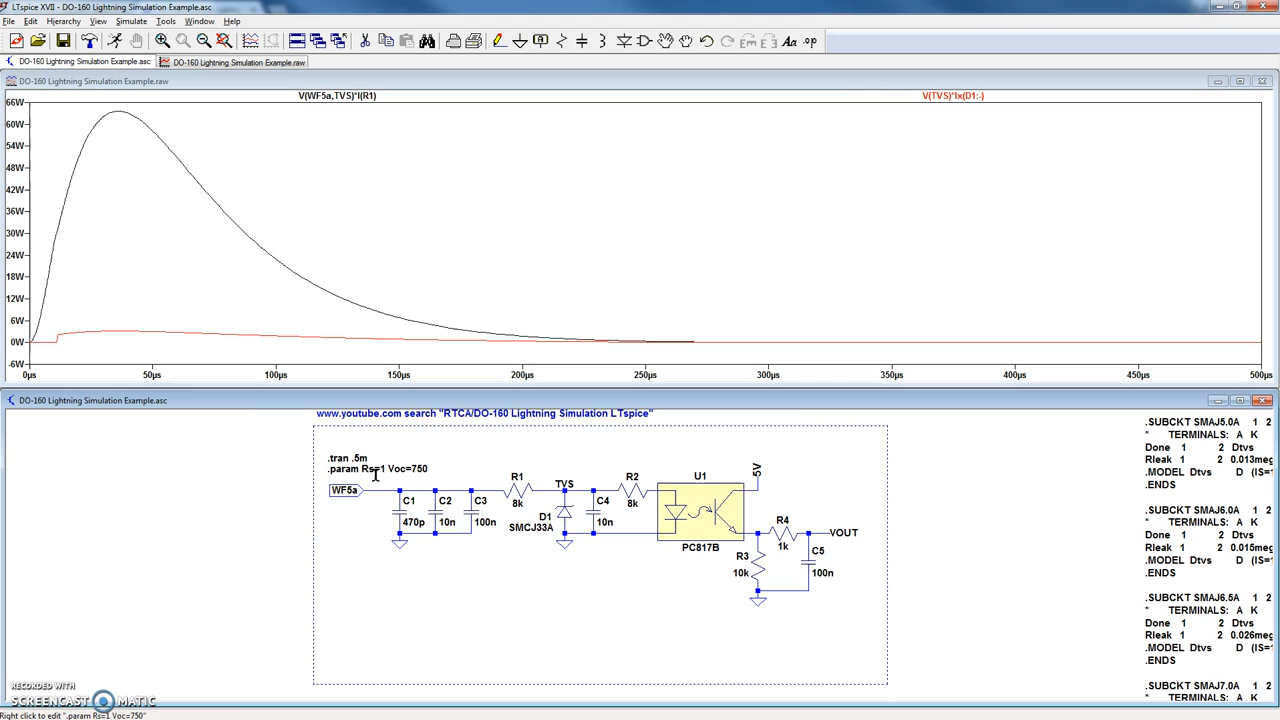 LTspice XVII - DO-160 Lightning Simulation Example.asc
File Edit Hierarchy View Simulate Tools Window Help
DO-160 Lightning Simulation Example.asc DO-160 Lightning Simulation Example.raw
DO-160 Lightning Simulation Example.raw
V(WF5a,TVS)*I(R1) V(TVS)*Ix(D1:-)
66W
60W
54W
48W
42W
36W
30W
24W
18W
12W
6W
0W
-6W
0µs 50µs 100µs 150µs 200µs 250µs 300µs 350µs 400µs 450µs 500µs
DO-160 Lightning Simulation Example.asc
www.youtube.com search "RTCA/DO-160 Lightning Simulation LTspice"
.tran .5m
.param Rs=1 Voc=750
WF5a
C1
470p
C2
10n
C3
100n
R1
8k
TVS
D1
SMCJ33A
C4
10n
R2
8k
U1
PC817B
5V
R3
10k
R4
1k
VOUT
C5
100n
.SUBCKT SMAJ5.0A 1 2
* TERMINALS: A K
Done 1 2 Dtvs
Rleak 1 2 0.013meg
.MODEL Dtvs D (IS=1
.ENDS
.SUBCKT SMAJ6.0A 1 2
* TERMINALS: A K
Done 1 2 Dtvs
Rleak 1 2 0.015meg
.MODEL Dtvs D (IS=1
.ENDS
.SUBCKT SMAJ6.5A 1 2
* TERMINALS: A K
Done 1 2 Dtvs
Rleak 1 2 0.026meg
.MODEL Dtvs D (IS=1
.ENDS
.SUBCKT SMAJ7.0A 1 2
* TERMINALS: A K
RECORDED WITH
SCREENCAST MATIC
Right click to edit ".param Rs=1 Voc=750"